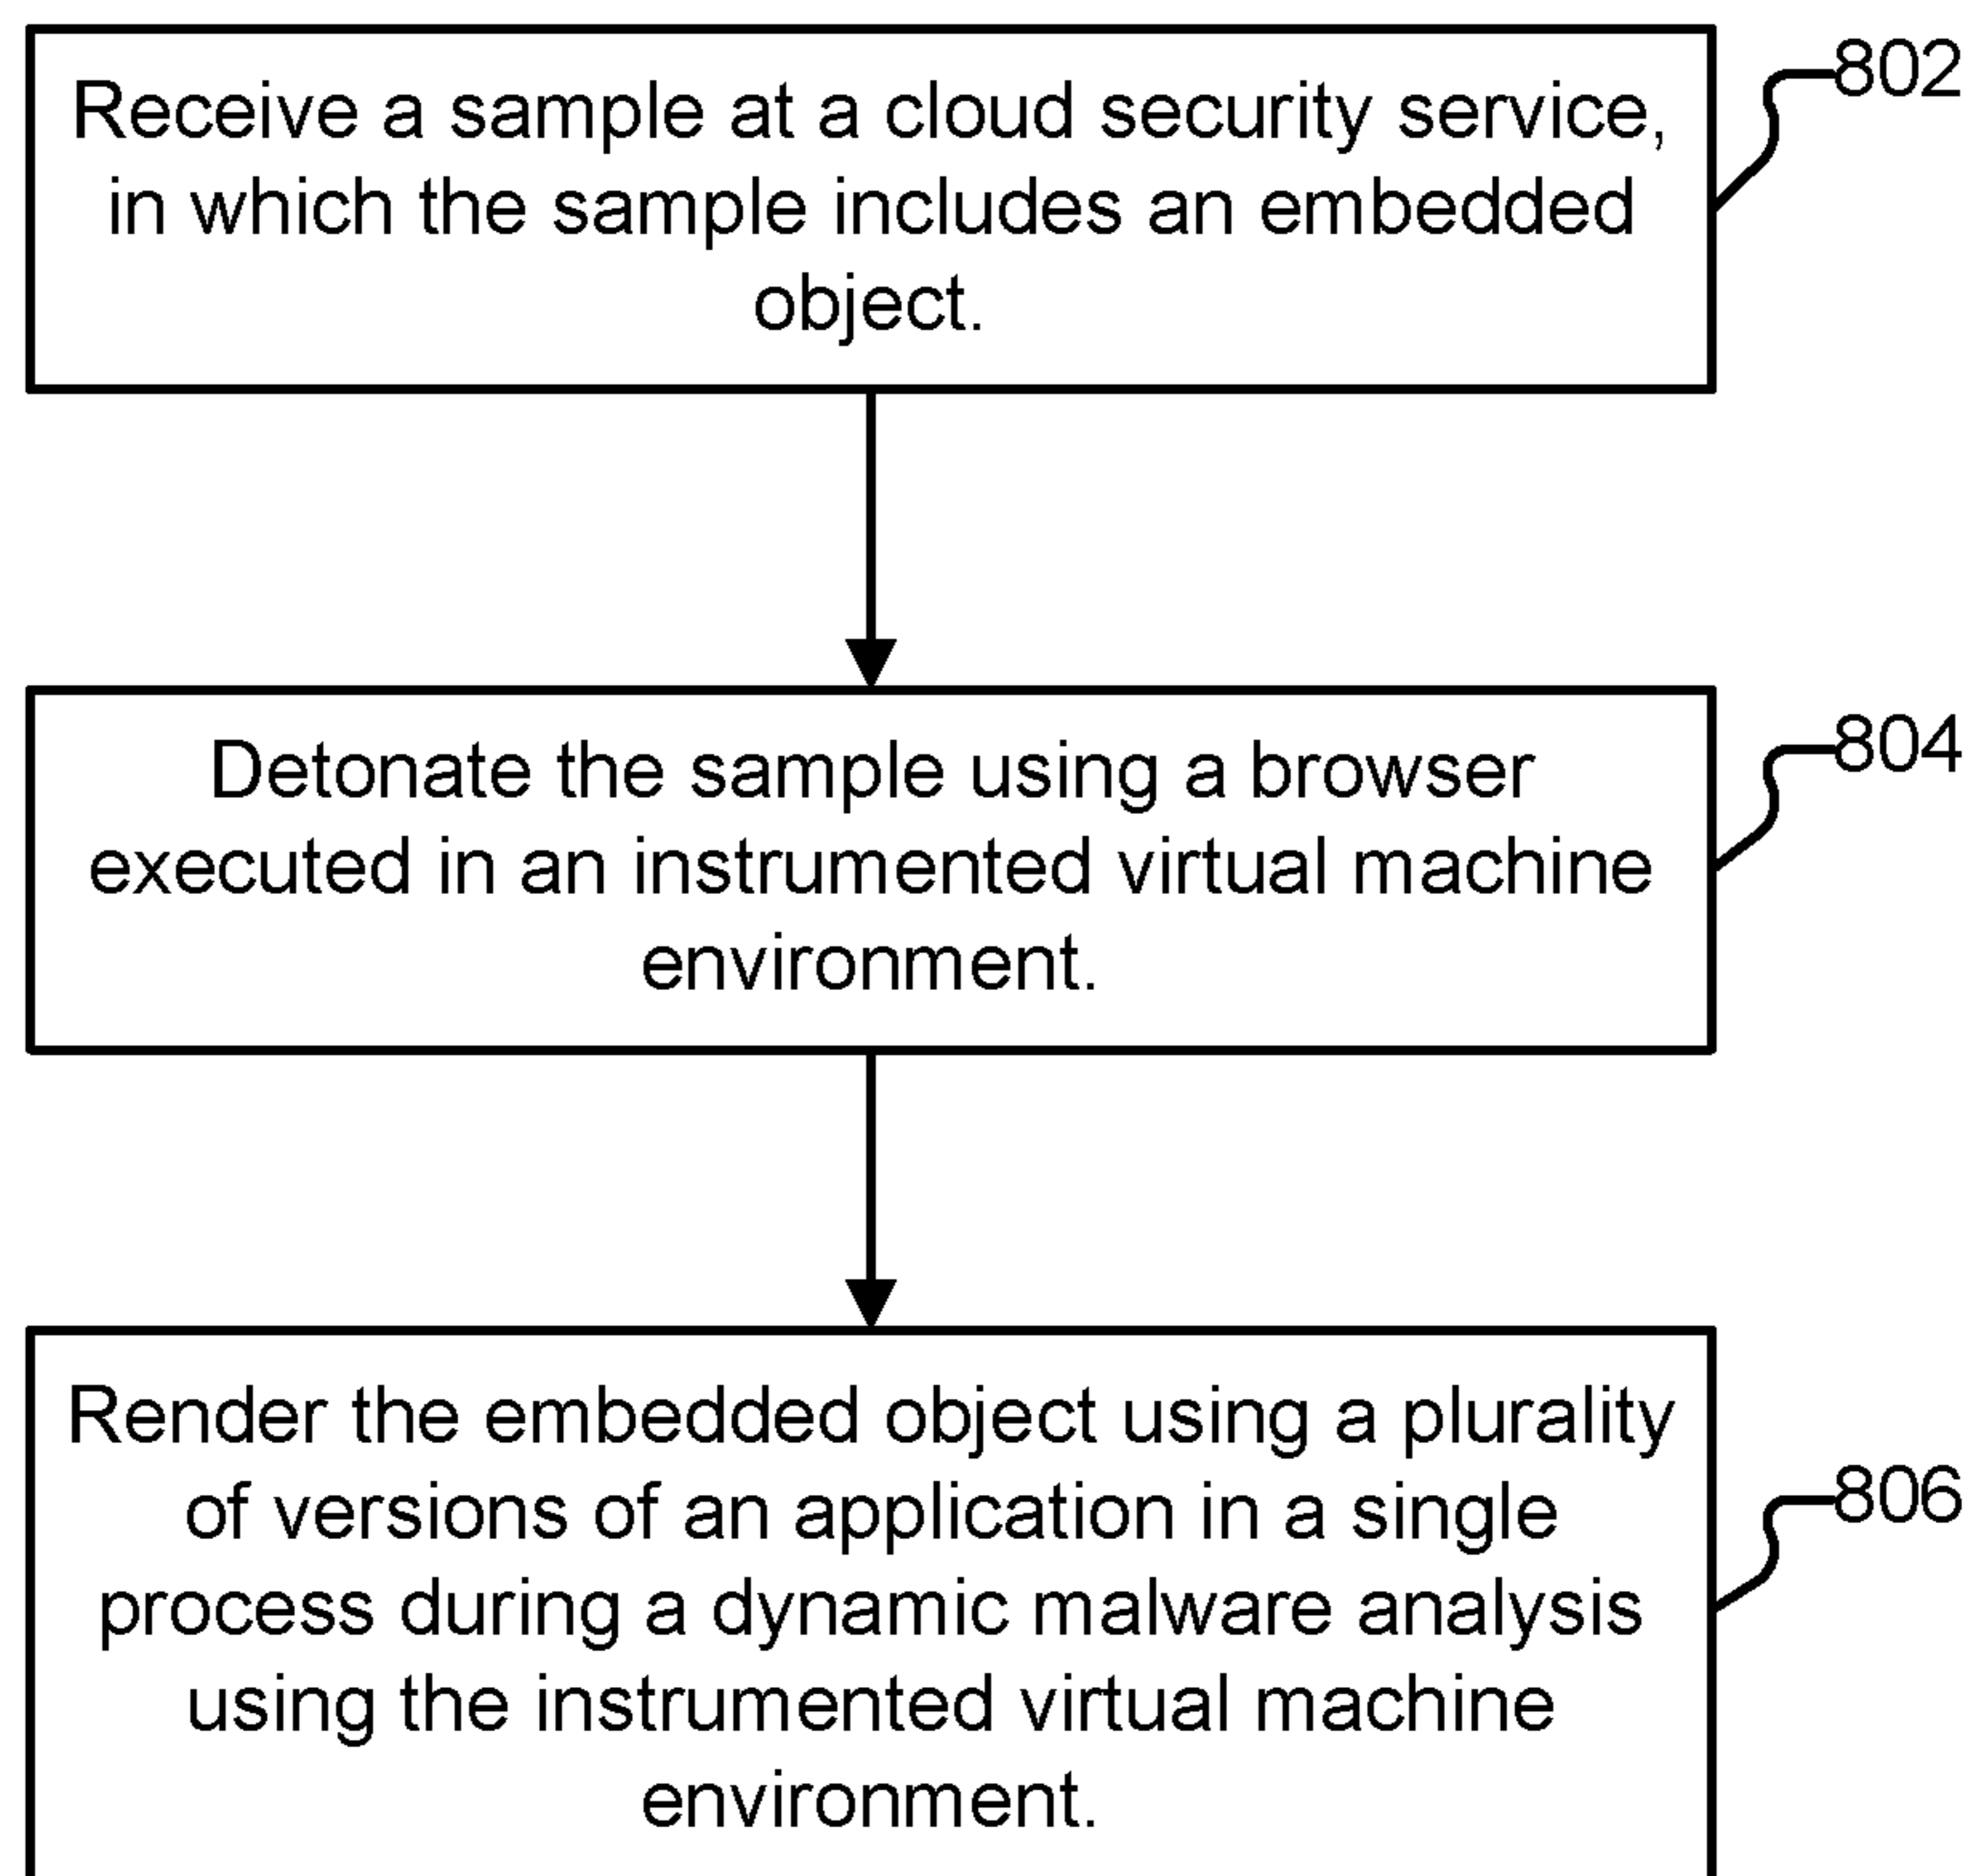 Receive a sample at a cloud security service,
in which the sample includes an embedded
object.
802
Detonate the sample using a browser
executed in an instrumented virtual machine
environment.
804
Render the embedded object using a plurality
of versions of an application in a single
process during a dynamic malware analysis
using the instrumented virtual machine
environment.
806